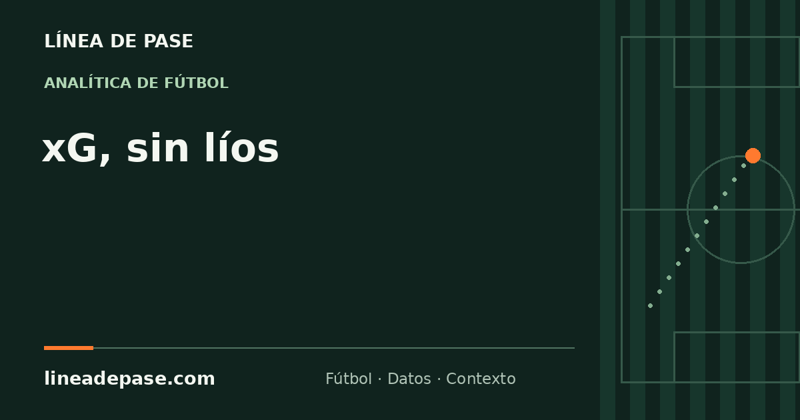 LÍNEA DE PASE
ANALÍTICA DE FÚTBOL
xG, sin líos
lineadepase.com
Fútbol · Datos · Contexto